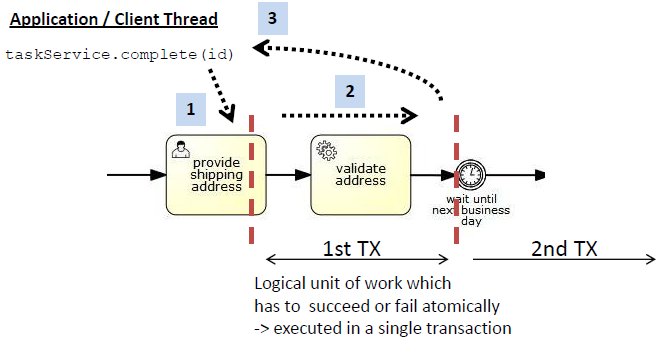 Application / Client Thread
3
taskService.complete(id)
1
2
provide
shipping
address
validate
address
wait until
next business
day
1st TX
2nd TX
Logical unit of work which
has to succeed or fail atomically
-> executed in a single transaction